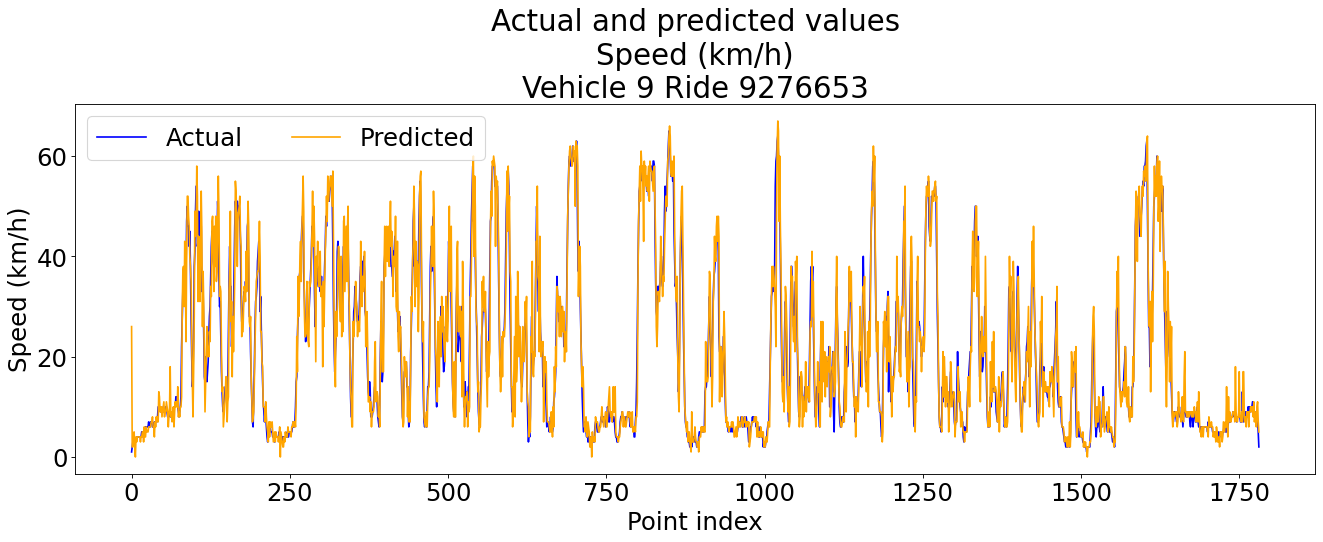 Actual and predicted values
Speed (km/h)
Vehicle 9 Ride 9276653
Actual
Predicted
Speed (km/h)
60
40
20
0
0
250
500
750
1000
1250
1500
1750
Point index